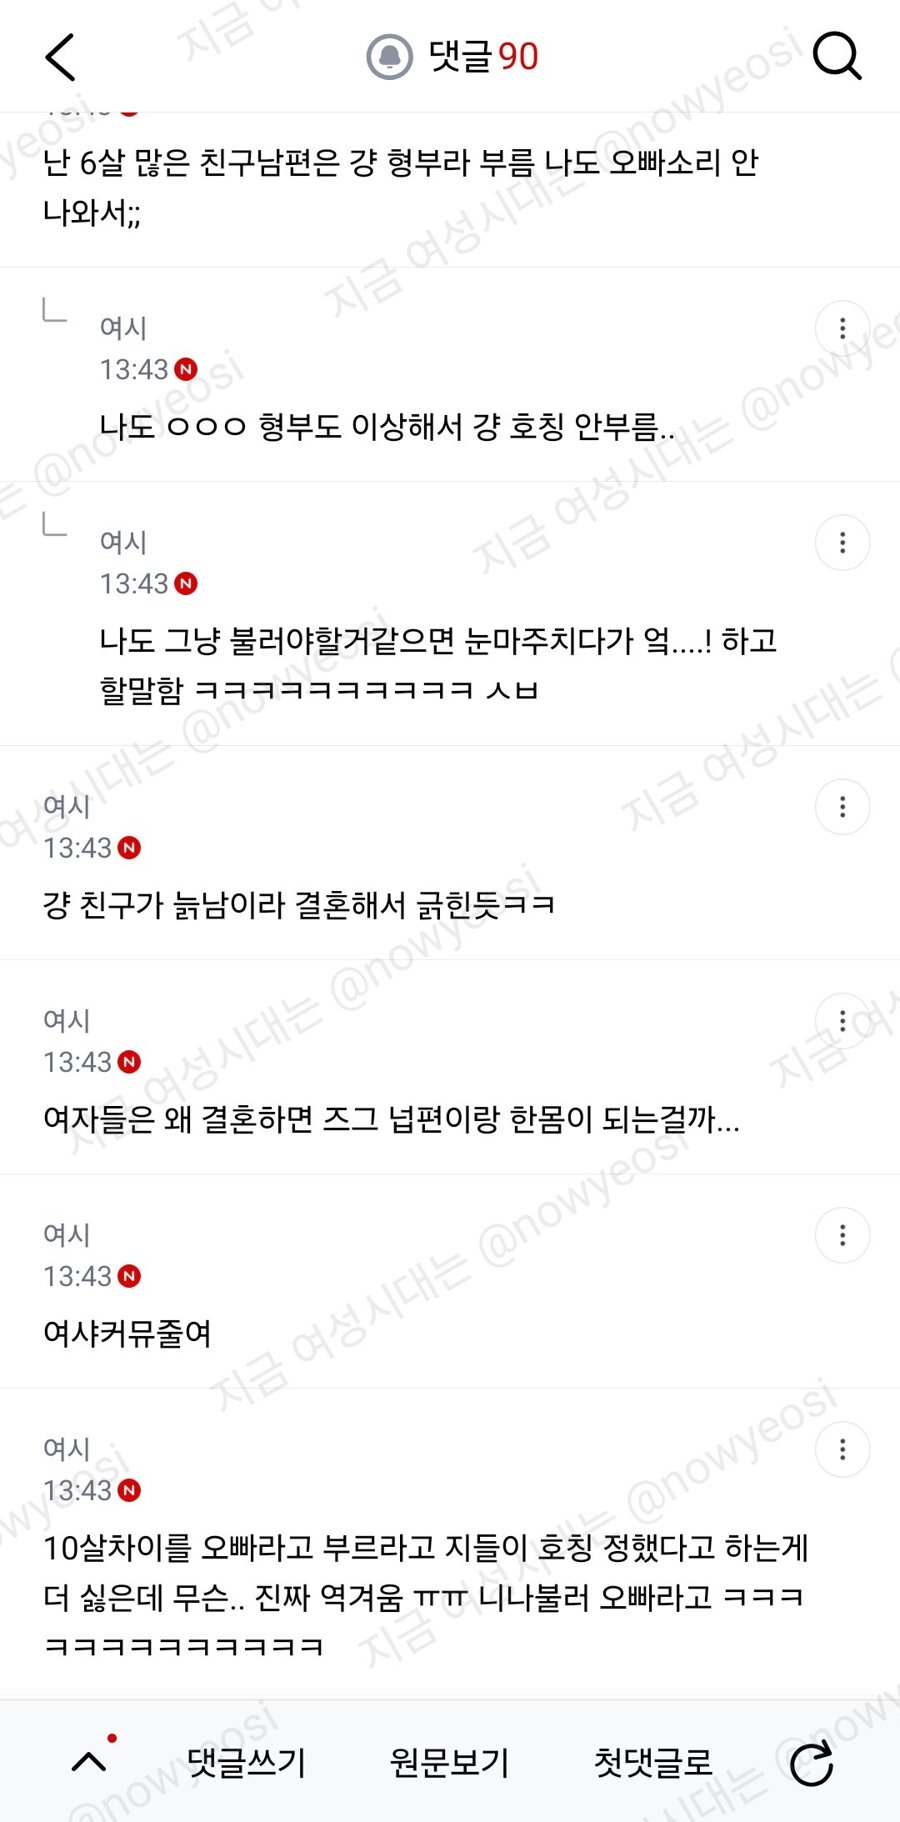 댓글 90
난 6살 많은 친구남편은 걍 형부라 부름 나도 오빠소리 안
나와서;;
여시
13:43 N
나도 ㅇㅇㅇ 형부도 이상해서 걍 호칭 안부름..
여시
13:43 N
나도 그냥 불러야할거같으면 눈마주치다가 엌....! 하고
할말함 ㅋㅋㅋㅋㅋㅋㅋㅋㅋㅋ ㅅㅂ
여시
13:43 N
걍 친구가 늙남이라 결혼해서 긁힌듯ㅋㅋ
여시
13:43 N
여자들은 왜 결혼하면 즈그 넙편이랑 한몸이 되는걸까...
여시
13:43 N
여샤커뮤줄여
여시
13:43 N
10살차이를 오빠라고 부르라고 지들이 호칭 정했다고 하는게
더 싫은데 무슨.. 진짜 역겨움 ㅠㅠ 니나불러 오빠라고 ㅋㅋㅋ
ㅋㅋㅋㅋㅋㅋㅋㅋㅋㅋ
댓글쓰기 원문보기 첫댓글로
지금 여성시대는 @nowyeosi